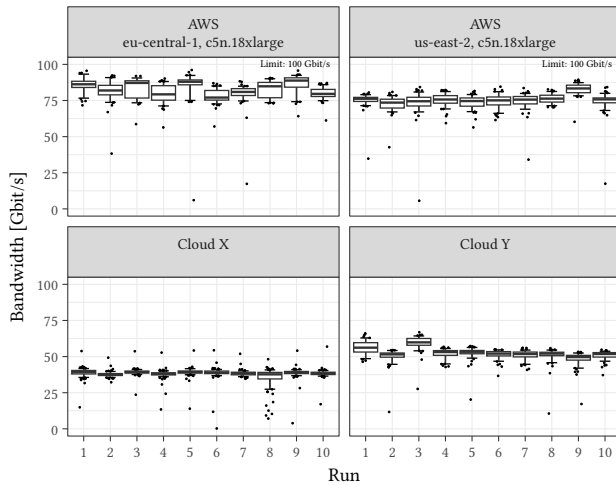 AWS
eu-central-1, c5n.18xlarge
AWS
us-east-2, c5n.18xlarge
Limit: 100 Gbit/s
Limit: 100 Gbit/s
100
75
50
25
0
Cloud X
Cloud Y
100
75
50
25
0
Bandwidth [Gbit/s]
1 2 3 4 5 6 7 8 9 10
1 2 3 4 5 6 7 8 9 10
Run